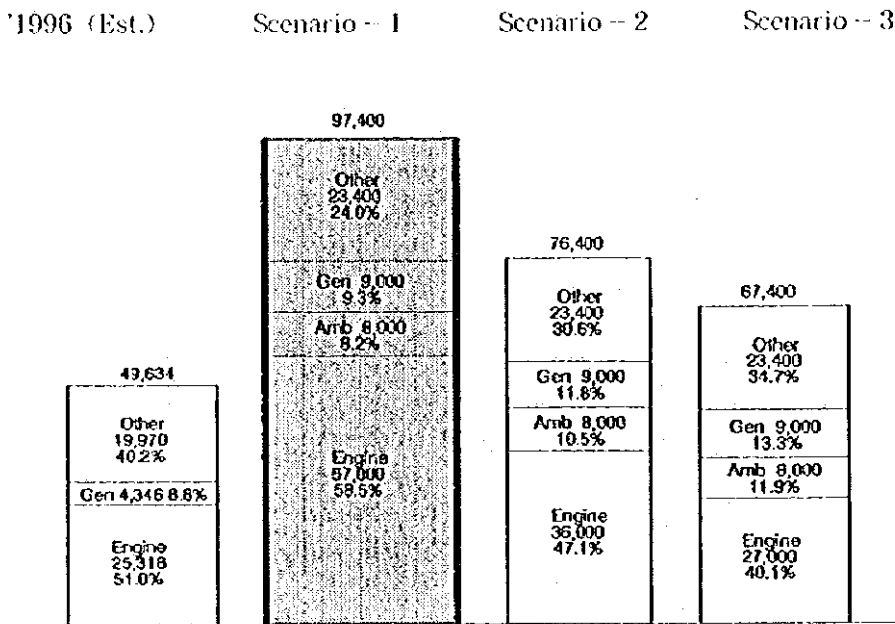 '1996 (Est.)
Scenario -- 1
Scenario -- 2
Scenario -- 3
49,634
Other
19,970
40.2%
Gen 4,346 8.8%
Engine
25,318
51.0%
97,400
Other
23,400
24.0%
Gen 9,000
9.3%
Amb 8,000
8.2%
Engine
57,000
58.5%
76,400
Other
23,400
30.6%
Gen 9,000
11.8%
Amb 8,000
10.5%
Engine
36,000
47.1%
67,400
Other
23,400
34.7%
Gen 9,000
13.3%
Amb 8,000
11.9%
Engine
27,000
40.1%